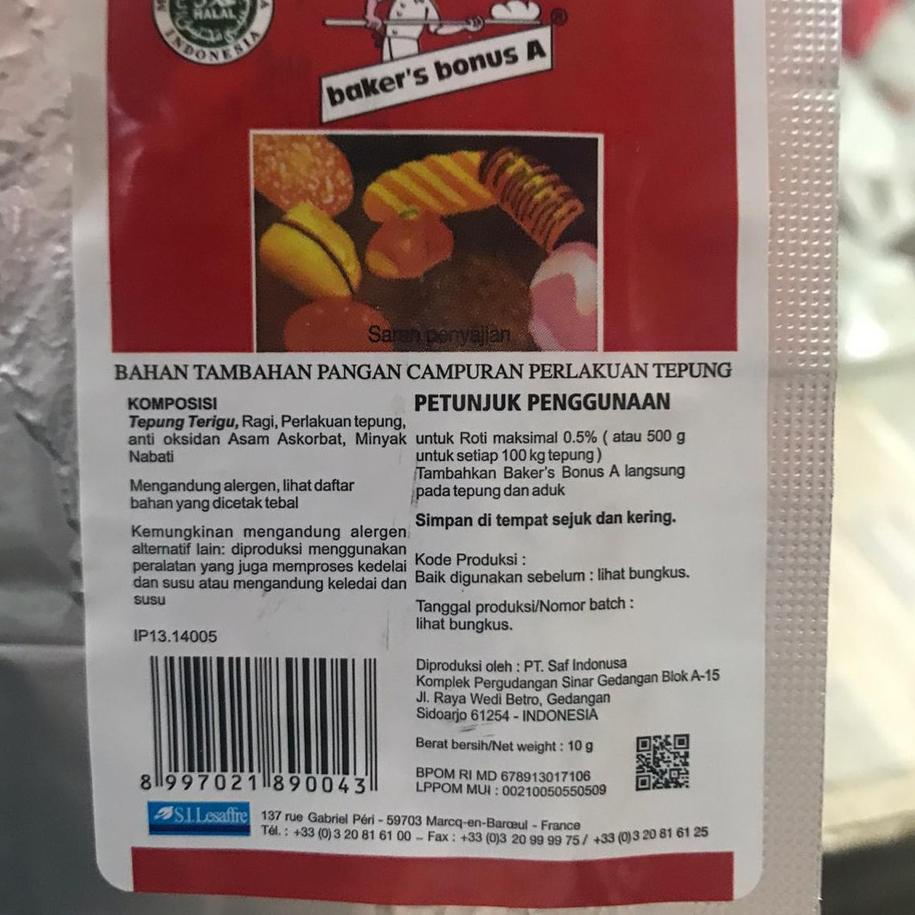 HALAL
INDONESIA
baker's bonus A
®
Saran penyajian
BAHAN TAMBAHAN PANGAN CAMPURAN PERLAKUAN TEPUNG
KOMPOSISI
Tepung Terigu, Ragi, Perlakuan tepung,
anti oksidan Asam Askorbat, Minyak
Nabati
Mengandung alergen, lihat daftar
bahan yang dicetak tebal
Kemungkinan mengandung alergen
alternatif lain: diproduksi menggunakan
peralatan yang juga memproses kedelai
dan susu atau mengandung keledai dan
susu
IP13.14005
8 997021 890043
PETUNJUK PENGGUNAAN
untuk Roti maksimal 0.5% ( atau 500 g
untuk setiap 100 kg tepung )
Tambahkan Baker's Bonus A langsung
pada tepung dan aduk
Simpan di tempat sejuk dan kering.
Kode Produksi :
Baik digunakan sebelum : lihat bungkus.
Tanggal produksi/Nomor batch :
lihat bungkus.
Diproduksi oleh : PT. Saf Indonusa
Komplek Pergudangan Sinar Gedangan Blok A-15
Jl. Raya Wedi Betro, Gedangan
Sidoarjo 61254 - INDONESIA
Berat bersih/Net weight : 10 g
BPOM RI MD 678913017106
LPPOM MUI : 00210050550509
S.I.Lesaffre
137 rue Gabriel Péri - 59703 Marcq-en-Barœul - France
Tél. : +33 (0) 3 20 81 61 00 – Fax : +33 (0)3 20 99 99 75 / +33 (0)3 20 81 61 25